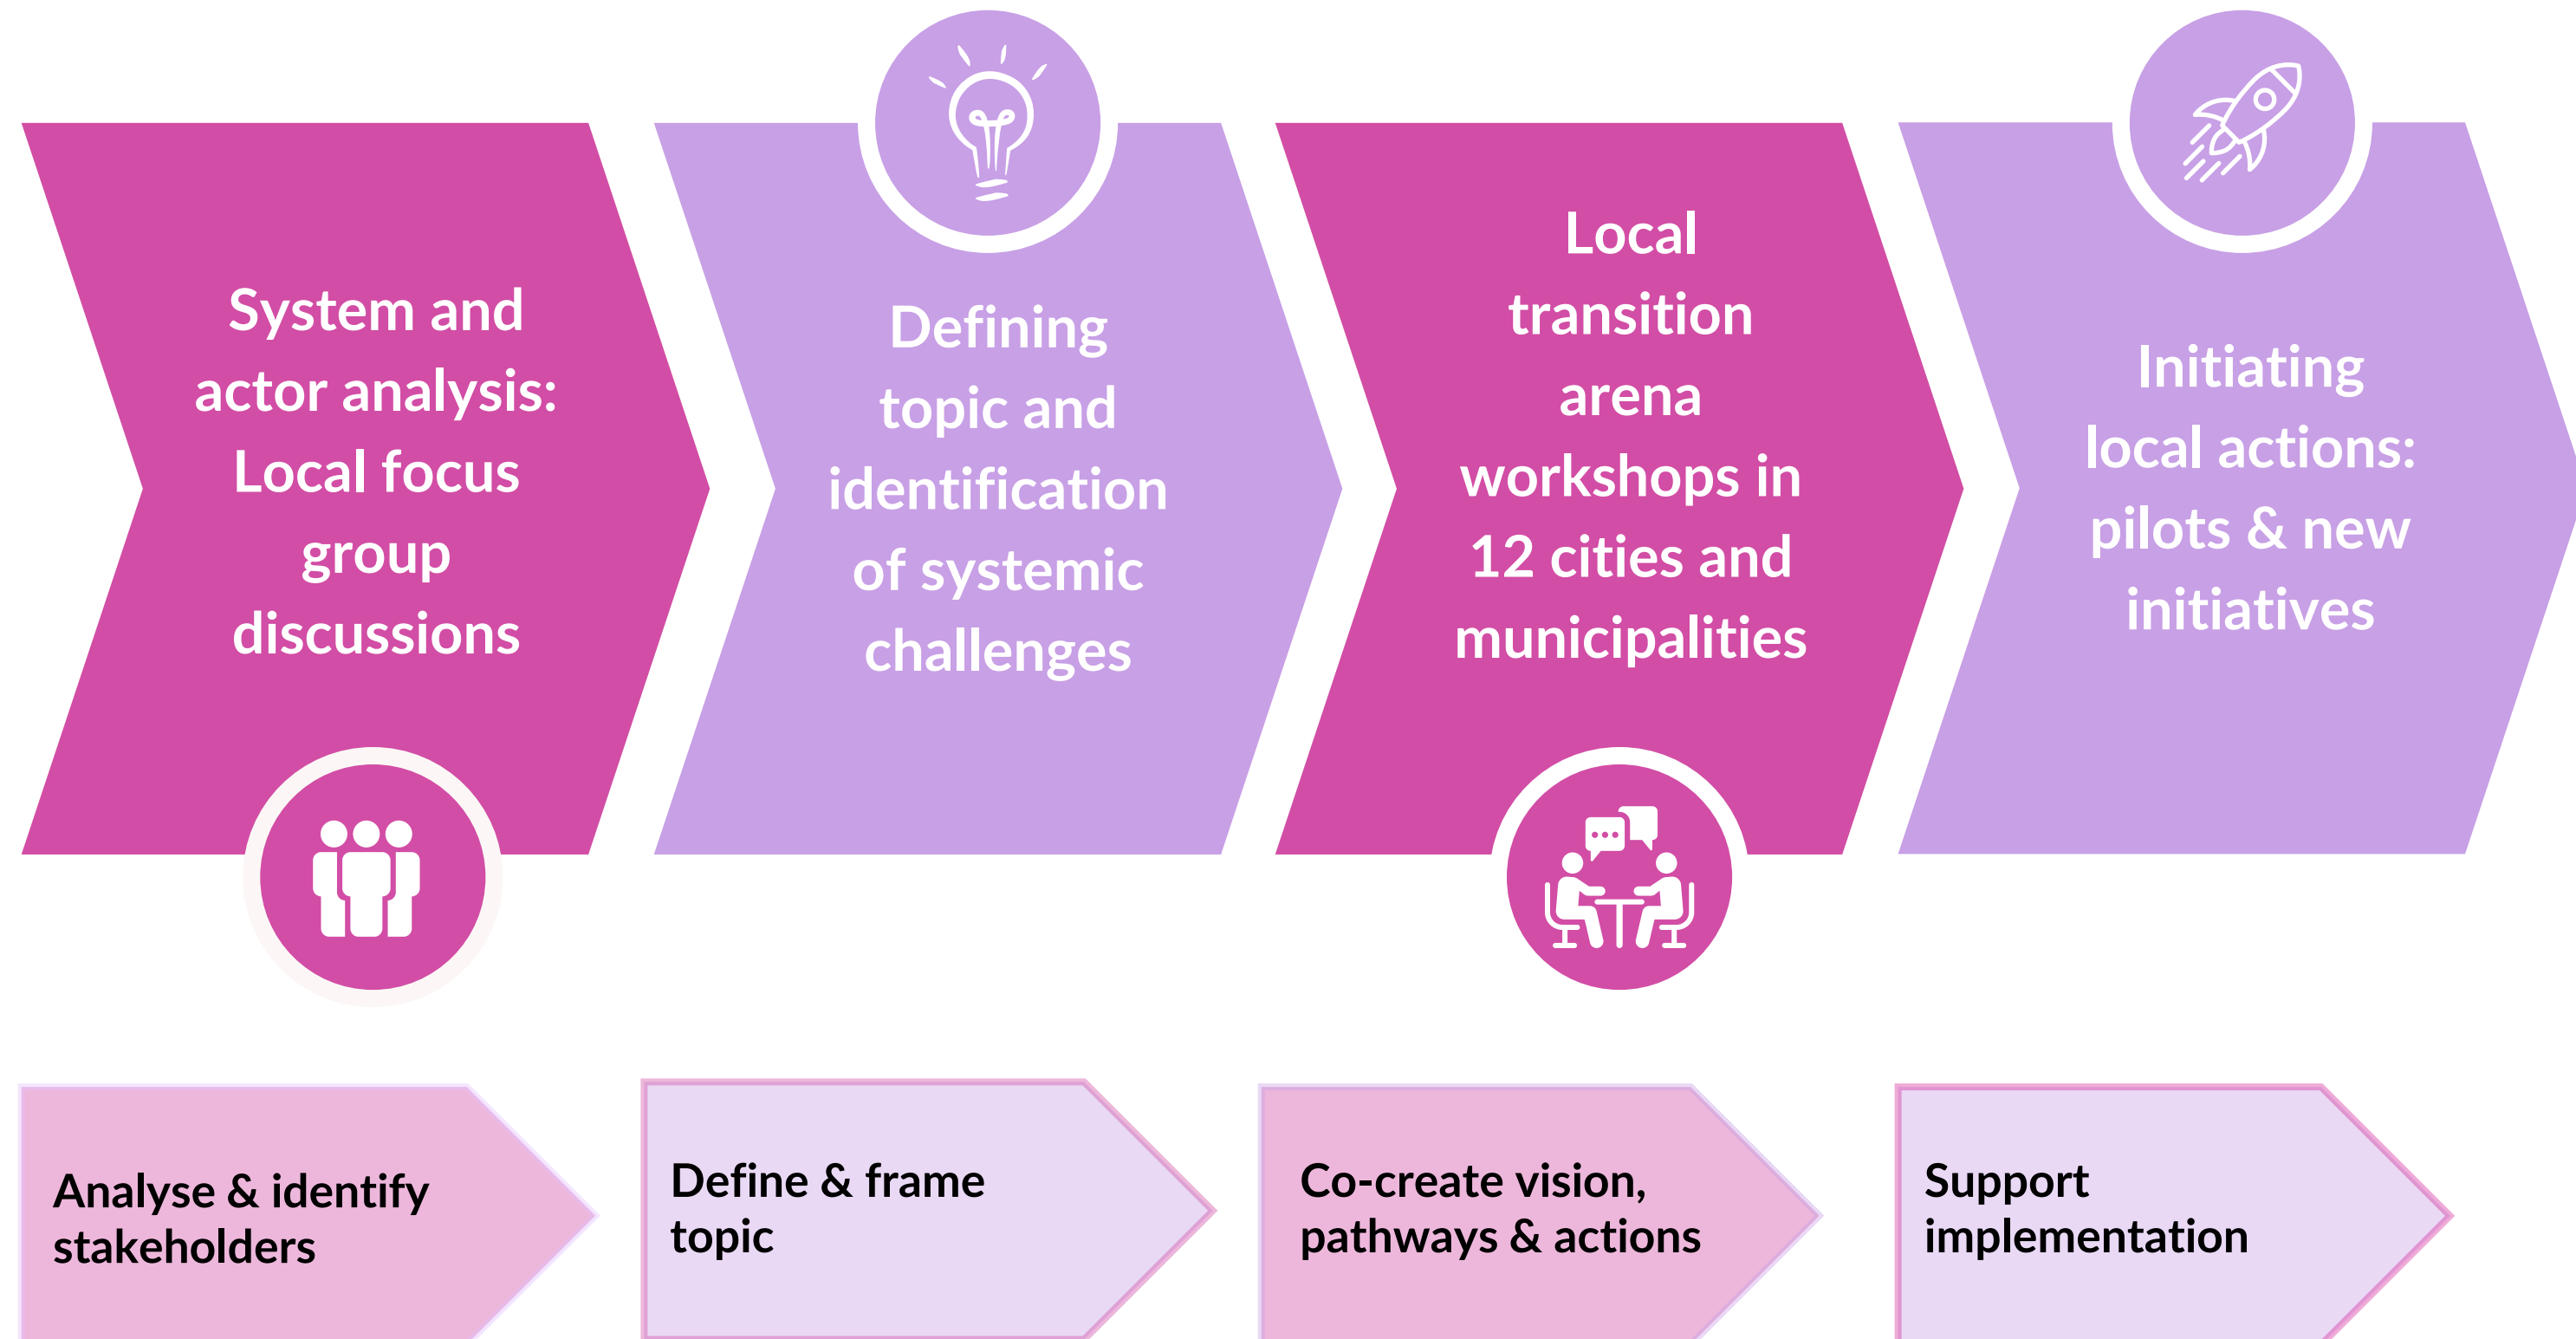 System and
actor analysis:
Local focus
group
discussions
Defining
topic and
identification
of systemic
challenges
Local
transition
arena
workshops in
12 cities and
municipalities
Initiating
local actions:
pilots & new
initiatives
Analyse & identify
stakeholders
Define & frame
topic
Co-create vision,
pathways & actions
Support
implementation